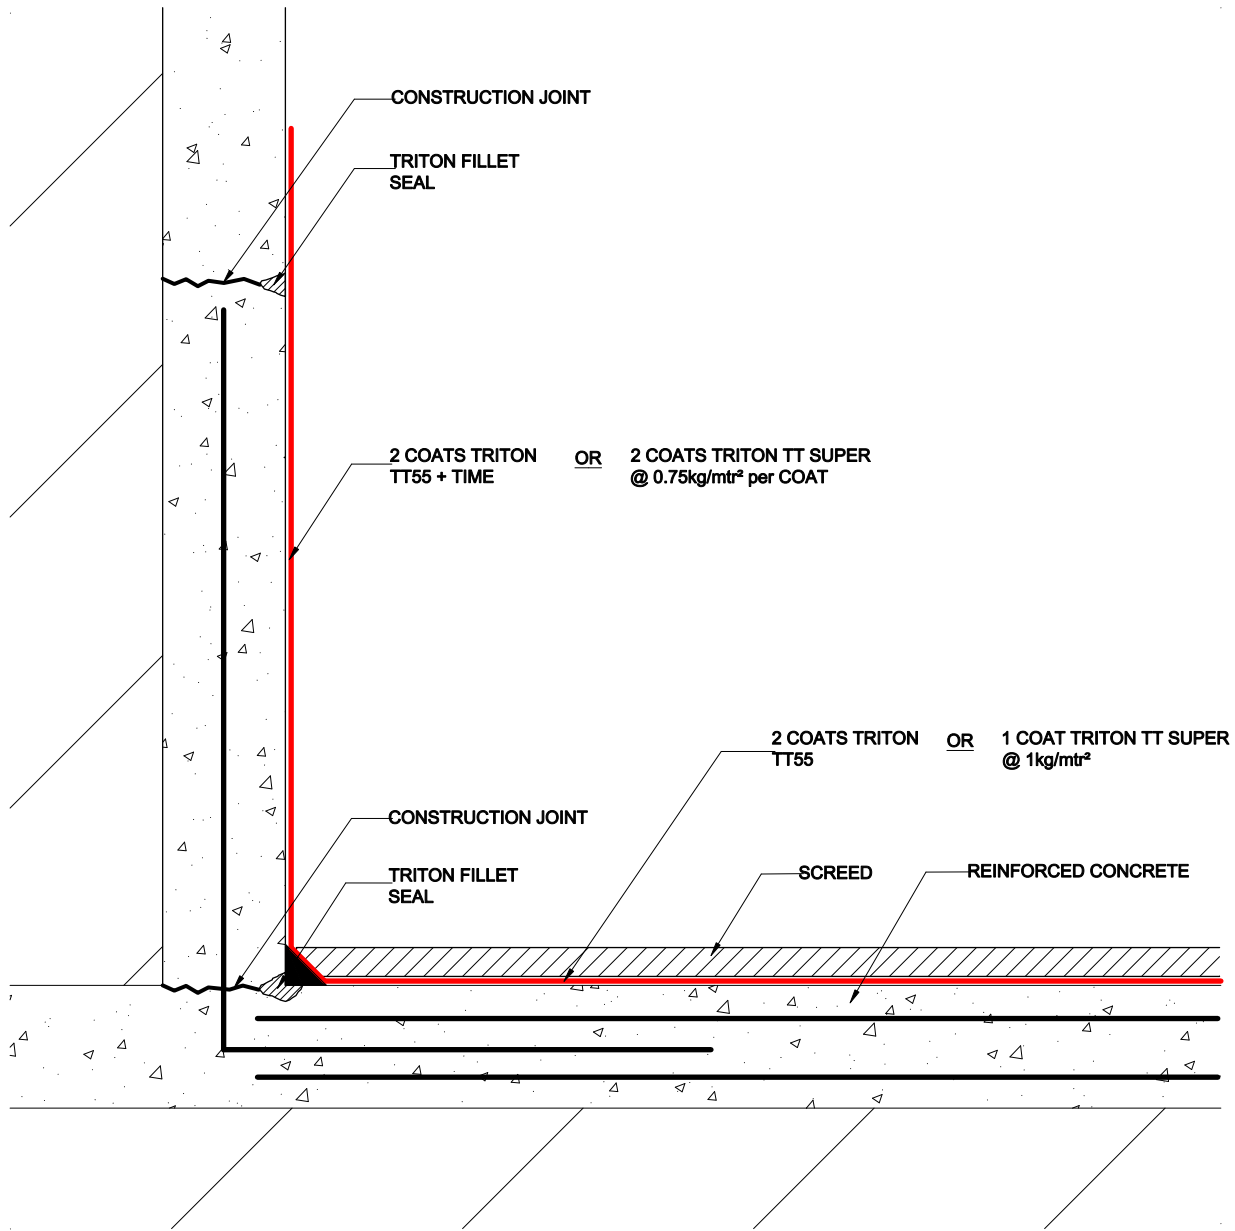 CONSTRUCTION JOINT
TRITON FILLET
SEAL
2 COATS TRITON OR 2 COATS TRITON TT SUPER
TT55 + TIME @ 0.75kg/mtr² per COAT
2 COATS TRITON OR 1 COAT TRITON TT SUPER
TT55 @ 1kg/mtr²
CONSTRUCTION JOINT
TRITON FILLET
SEAL
SCREED
REINFORCED CONCRETE